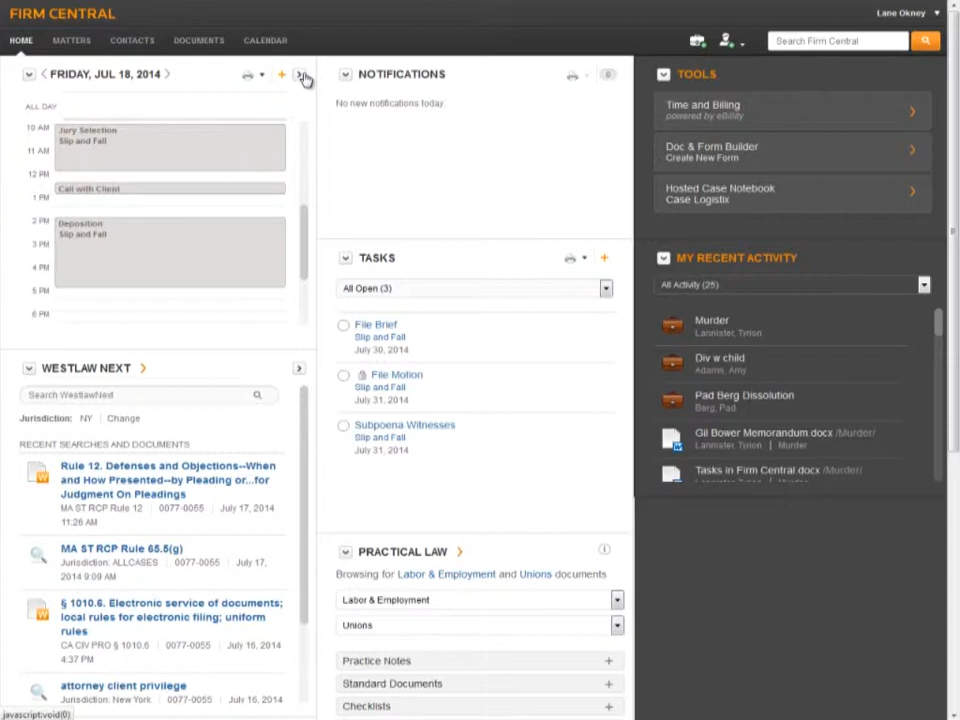 FIRM CENTRAL
Lane Okney
HOME MATTERS CONTACTS DOCUMENTS CALENDAR
Search Firm Central
FRIDAY, JUL 18, 2014
ALL DAY
10 AM
Jury Selection
Slip and Fall
11 AM
12 PM
Call with Client
1 PM
2 PM
Deposition
Slip and Fall
3 PM
4 PM
5 PM
6 PM
WESTLAW NEXT
Search WestlawNext
Jurisdiction: NY | Change
RECENT SEARCHES AND DOCUMENTS
Rule 12. Defenses and Objections--When
and How Presented--by Pleading or...for
Judgment On Pleadings
MA ST RCP Rule 12 | 0077-0055 | July 17, 2014
11:26 AM
MA ST RCP Rule 65.5(g)
Jurisdiction: ALLCASES | 0077-0055 | July 17,
2014 9:09 AM
§ 1010.6. Electronic service of documents;
local rules for electronic filing; uniform
rules
CA CIV PRO § 1010.6 | 0077-0055 | July 16, 2014
4:37 PM
attorney client privilege
Jurisdiction: New York | 0077-0055 | July 16, 2014
javascript:void(0)
NOTIFICATIONS
0
No new notifications today.
TASKS
All Open (3)
File Brief
Slip and Fall
July 30, 2014
File Motion
Slip and Fall
July 31, 2014
Subpoena Witnesses
Slip and Fall
July 31, 2014
PRACTICAL LAW
Browsing for Labor & Employment and Unions documents
Labor & Employment
Unions
Practice Notes
Standard Documents
Checklists
TOOLS
Time and Billing
powered by eBillity
Doc & Form Builder
Create New Form
Hosted Case Notebook
Case Logistix
MY RECENT ACTIVITY
All Activity (25)
Murder
Lannister, Tyrion
Div w child
Adams, Amy
Pad Berg Dissolution
Berg, Pad
Gil Bower Memorandum.docx /Murder/
Lannister, Tyrion | Murder
Tasks in Firm Central.docx /Murder/
Lannister, Tyrion | Murder